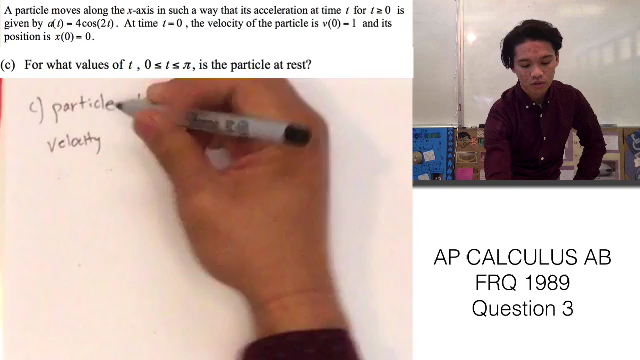 A particle moves along the x-axis in such a way that its acceleration at time t for t ≥ 0 is
given by a(t) = 4cos(2t). At time t = 0, the velocity of the particle is v(0) = 1 and its
position is x(0) = 0.
(c) For what values of t , 0 ≤ t ≤ π, is the particle at rest?
c) particle
velocity
AP CALCULUS AB
FRQ 1989
Question 3